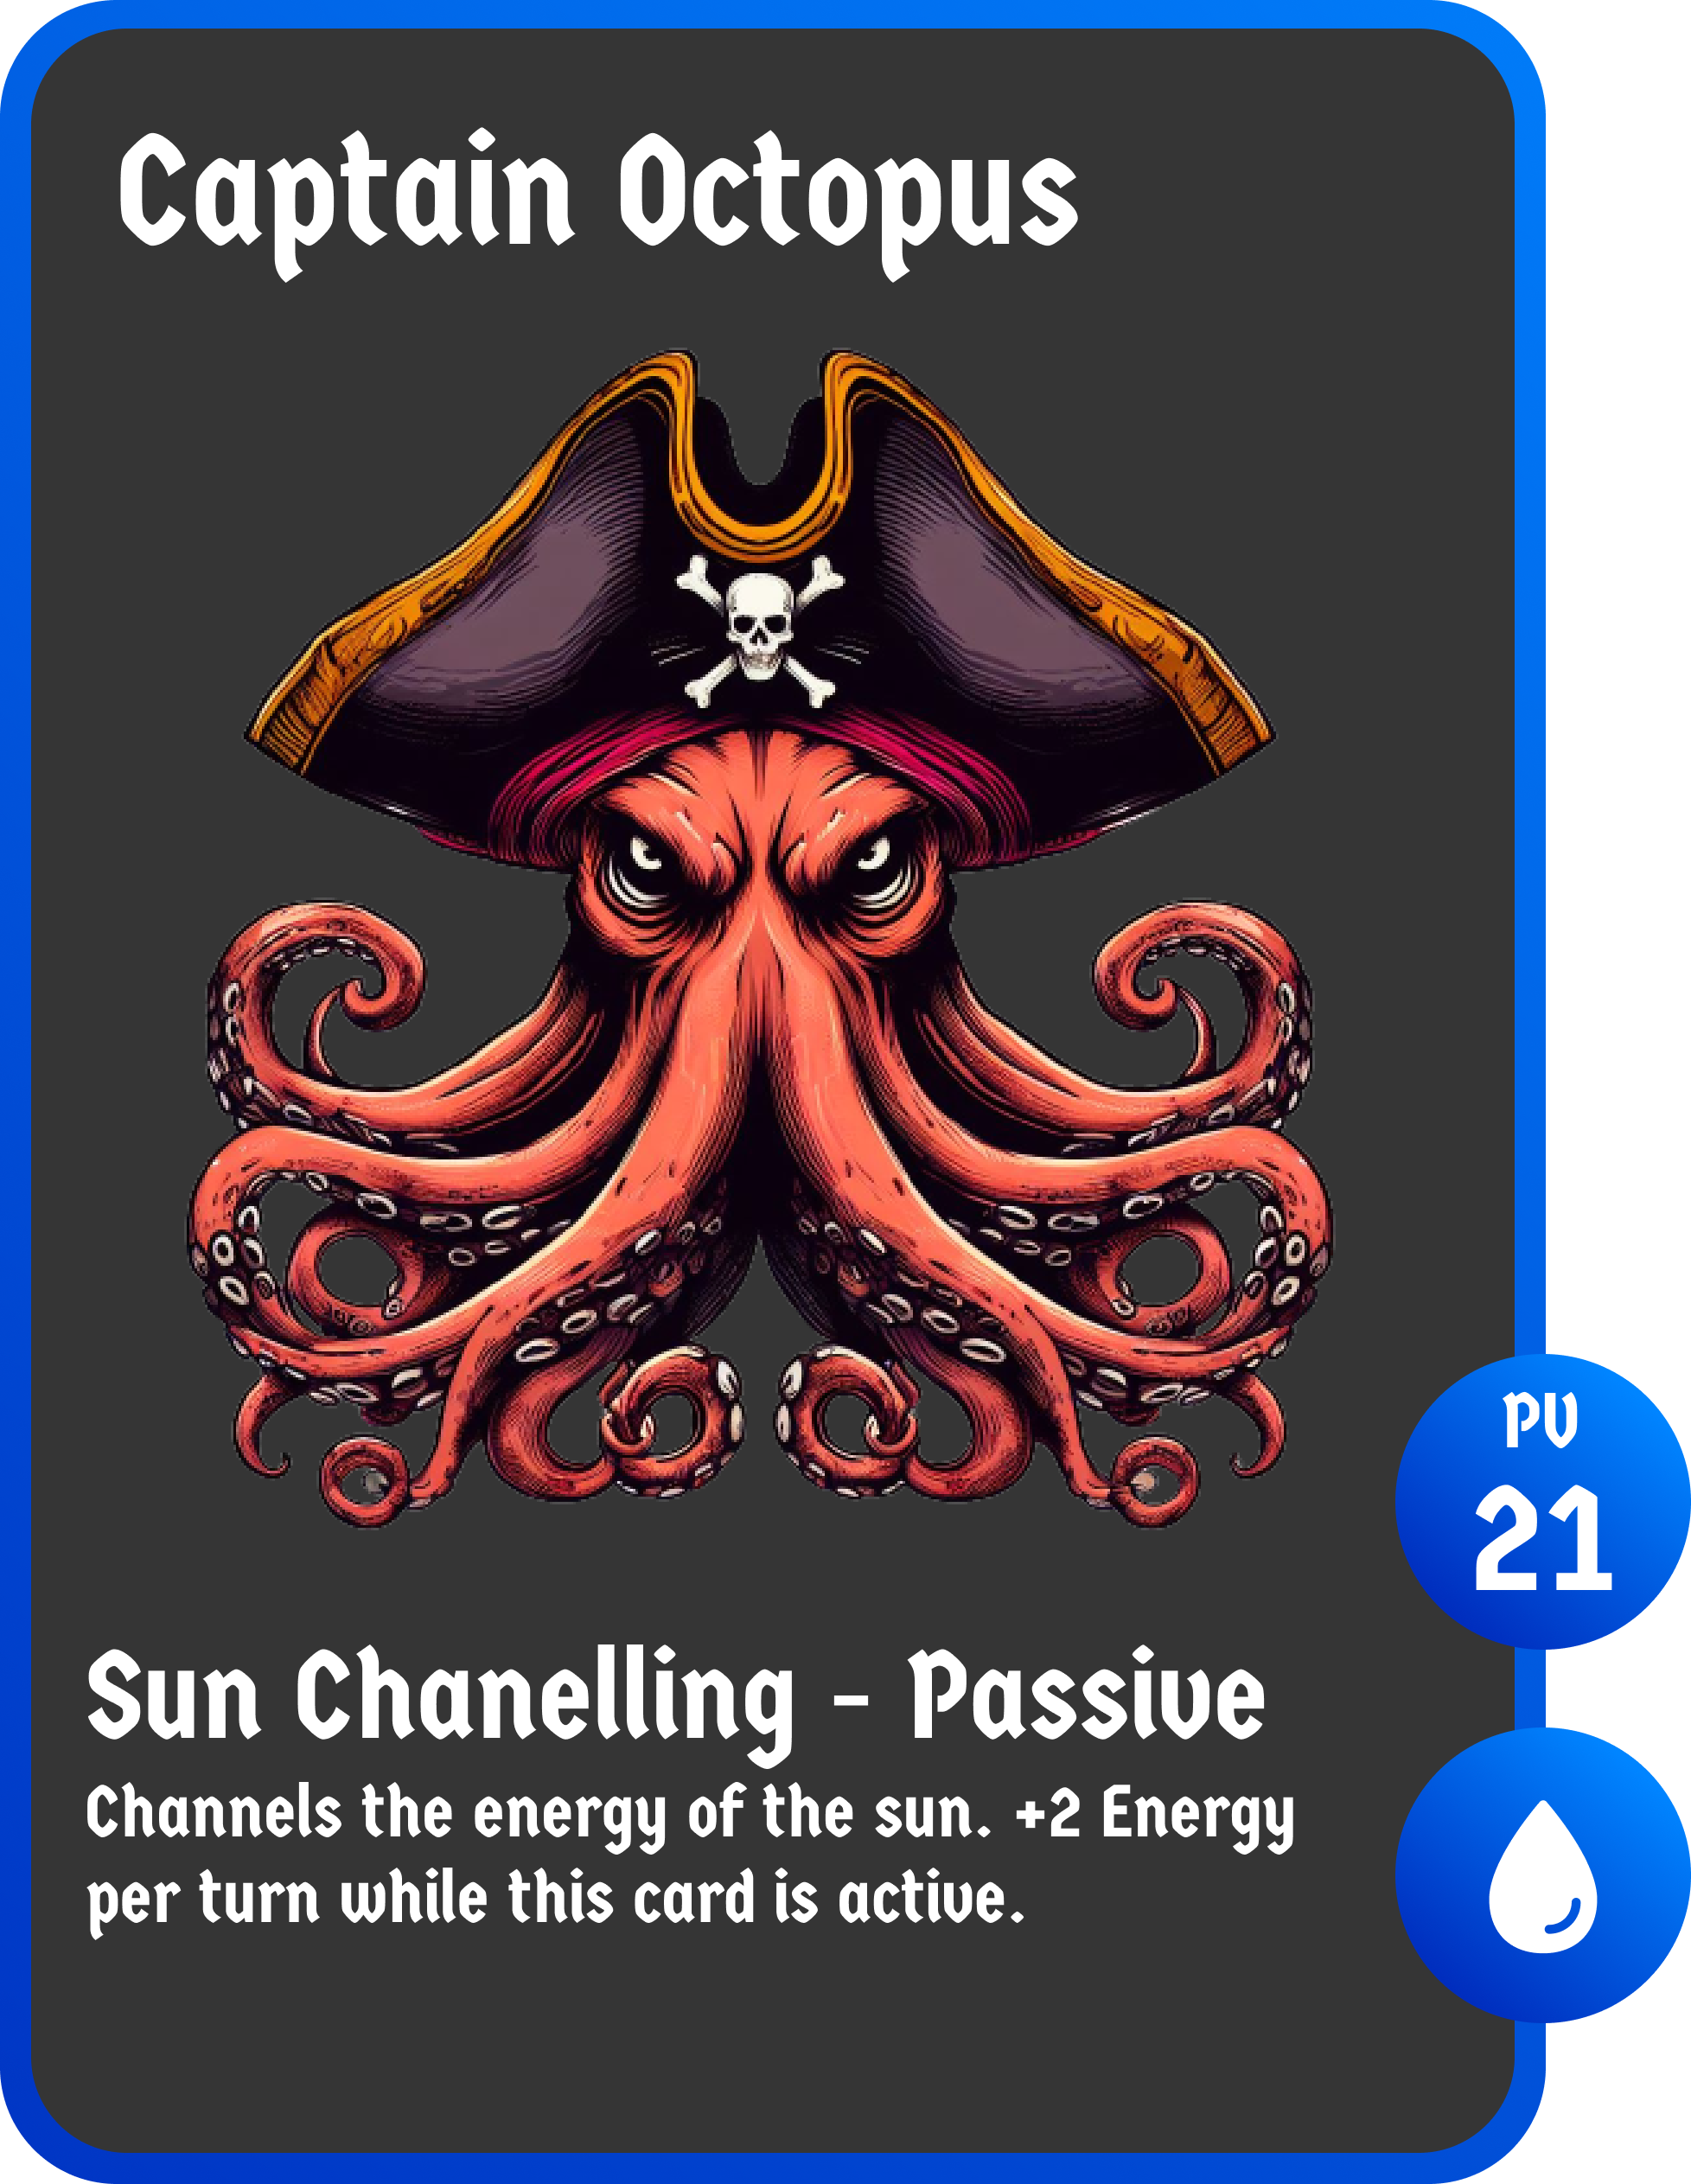 Captain Octopus
PV
21
Sun Chanelling - Passive
Channels the energy of the sun. +2 Energy
per turn while this card is active.